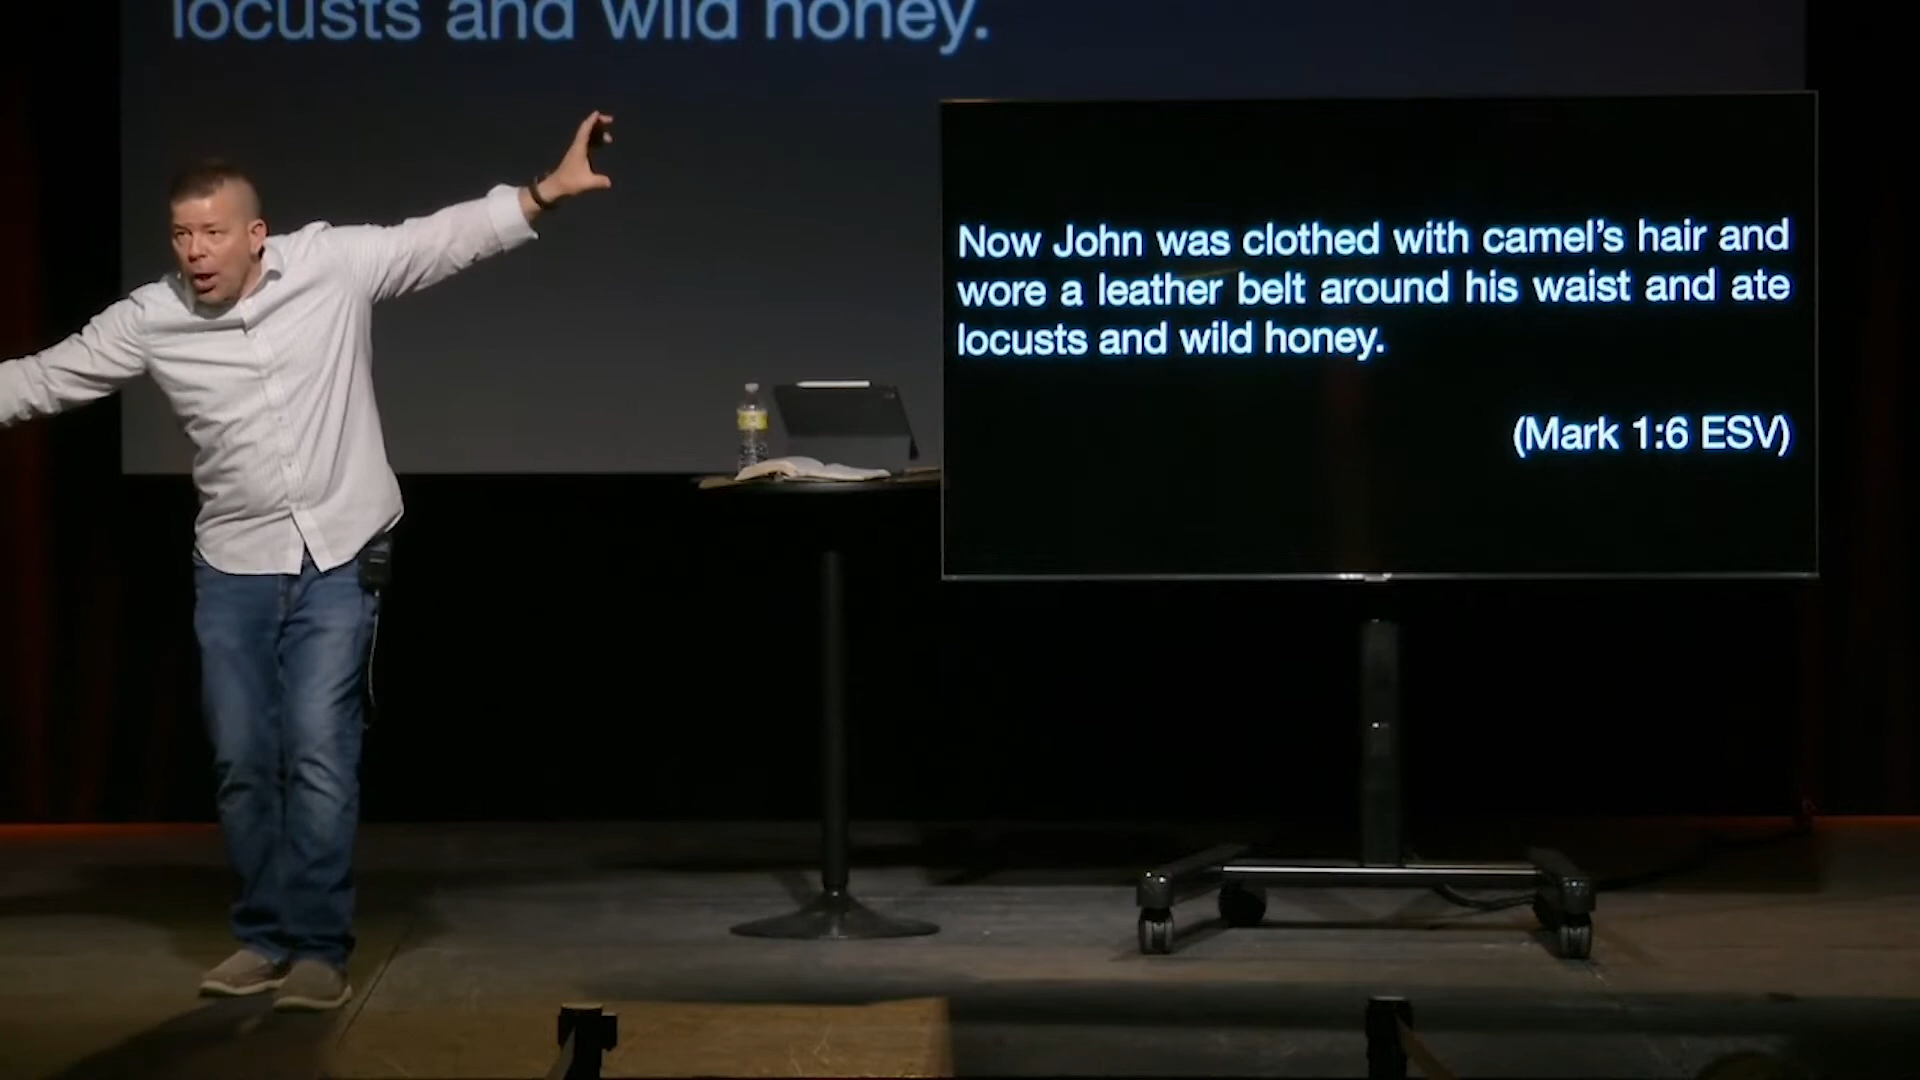 locusts and wild honey.
Now John was clothed with camel's hair and
wore a leather belt around his waist and ate
locusts and wild honey.
(Mark 1:6 ESV)